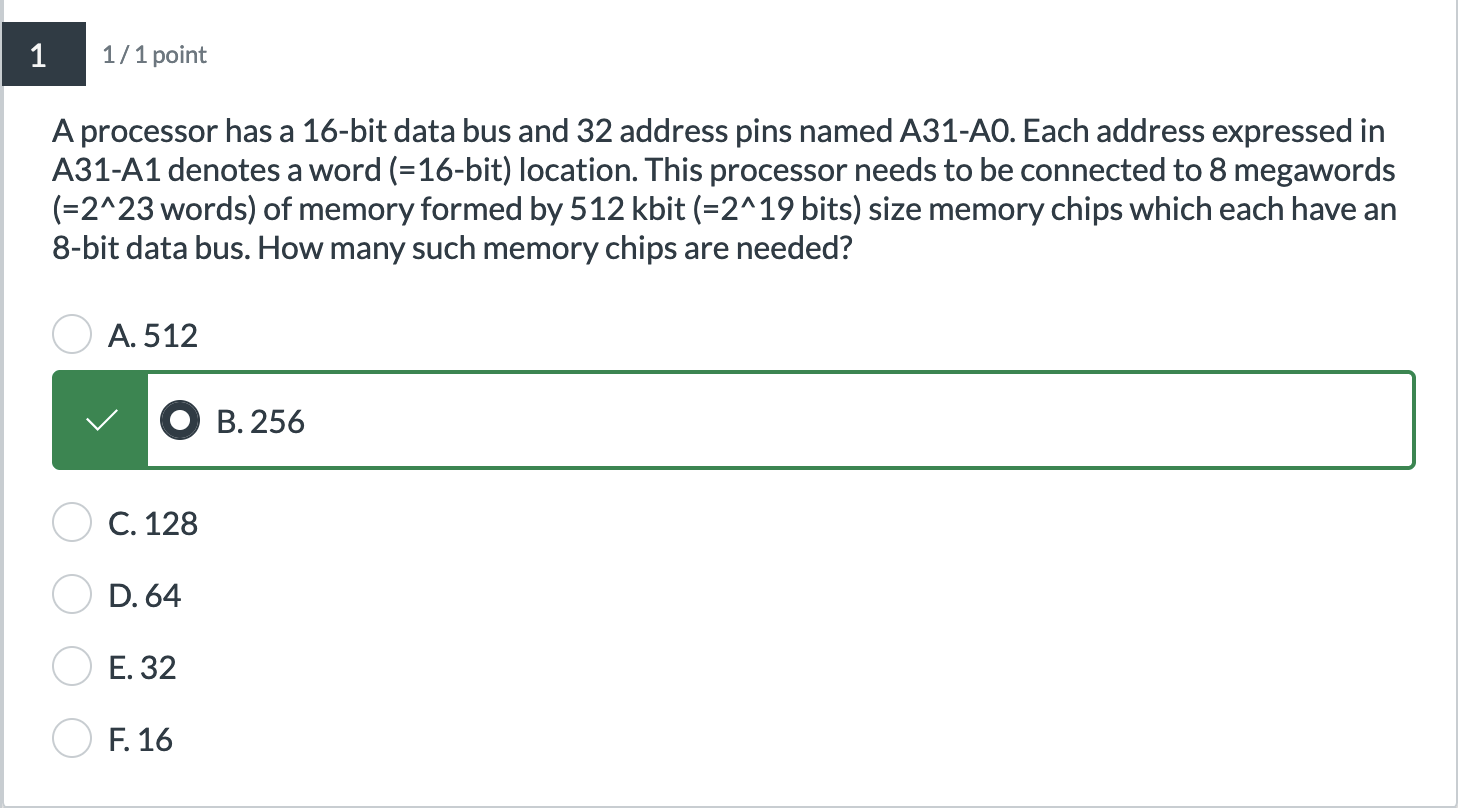 1
1 / 1 point
A processor has a 16-bit data bus and 32 address pins named A31-A0. Each address expressed in
A31-A1 denotes a word (=16-bit) location. This processor needs to be connected to 8 megawords
(=2^23 words) of memory formed by 512 kbit (=2^19 bits) size memory chips which each have an
8-bit data bus. How many such memory chips are needed?
A. 512
B. 256
C. 128
D. 64
E. 32
F. 16